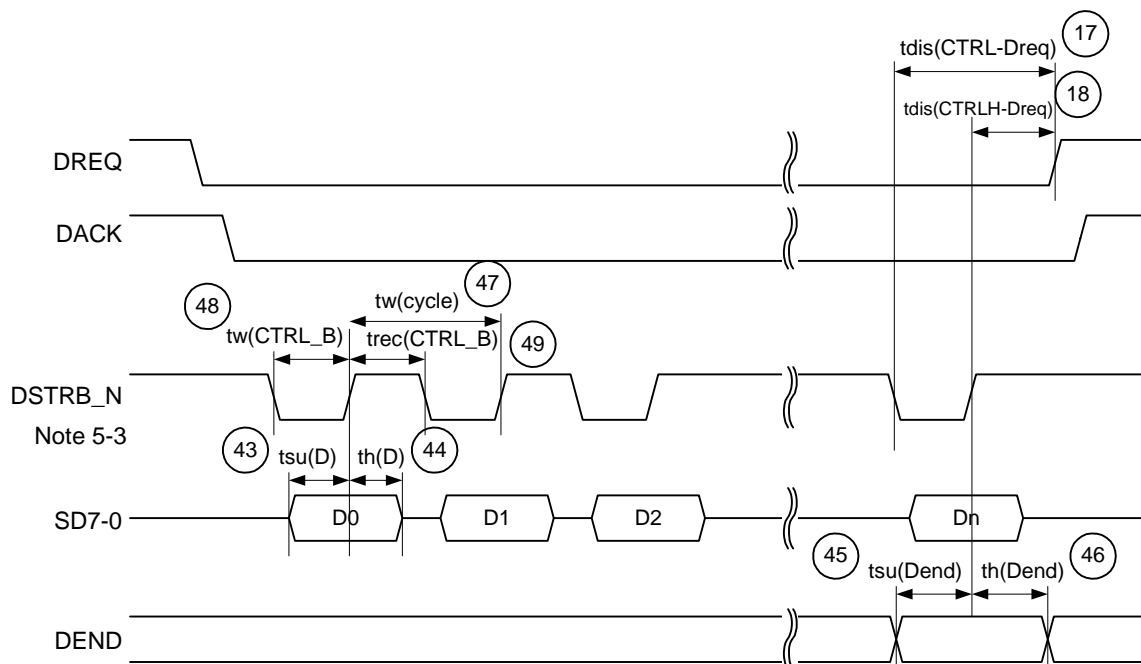 17
tdis(CTRL-Dreq)
18
tdis(CTRLH-Dreq)
DREQ
DACK
47
48
tw(cycle)
tw(CTRL_B)
trec(CTRL_B)
49
DSTRB_N
Note 5-3
43
44
tsu(D)
th(D)
SD7-0
D0
D1
D2
Dn
45
46
tsu(Dend)
th(Dend)
DEND